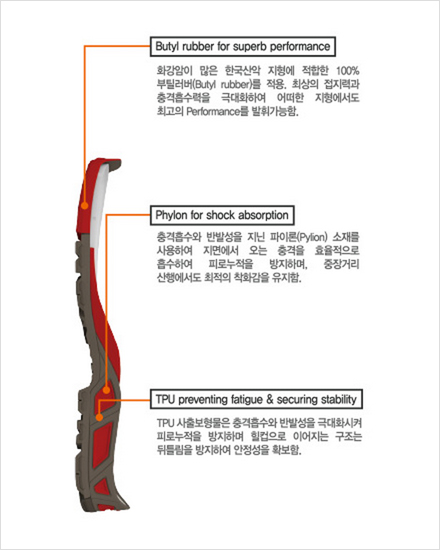 Butyl rubber for superb performance
화강암이 많은 한국산악 지형에 적합한 100%
부틸러버(Butyl rubber)를 적용. 최상의 접지력과
충격흡수력을 극대화하여 어떠한 지형에서도
최고의 Performance를 발휘가능함.
Phylon for shock absorption
충격흡수와 반발성을 지닌 파이론(Pylion) 소재를
사용하여 지면에서 오는 충격을 효율적으로
흡수하여 피로누적을 방지하며, 중장거리
산행에서도 최적의 착화감을 유지함.
TPU preventing fatigue & securing stability
TPU 사출보형물은 충격흡수와 반발성을 극대화시켜
피로누적을 방지하며 힐컵으로 이어지는 구조는
뒤틀림을 방지하여 안정성을 확보함.